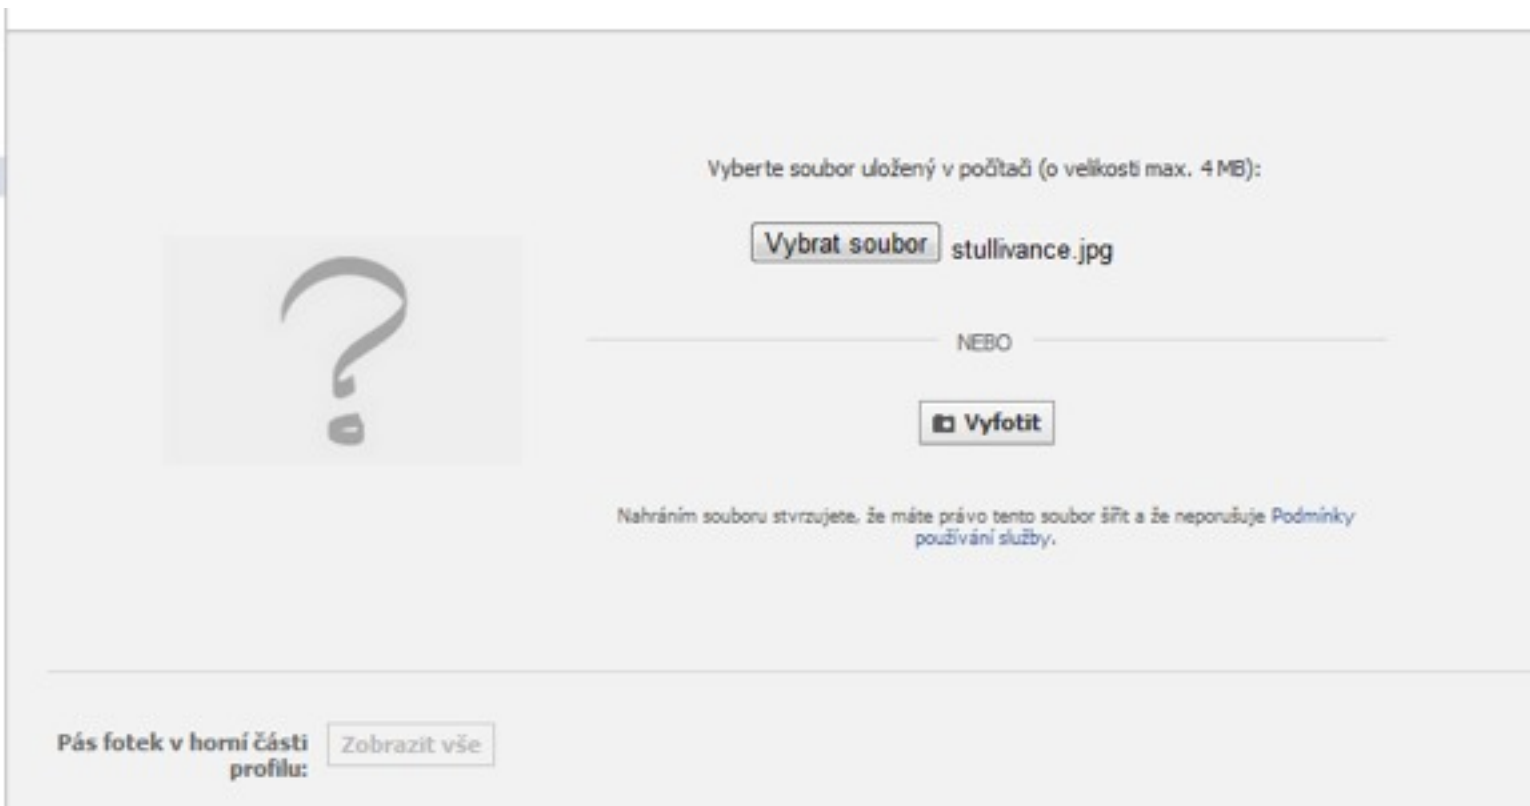 Vyberte soubor uložený v počítači (o velikosti max. 4 MB):
Vybrat soubor stullivance.jpg
NEBO
Vyfotit
Nahráním souboru stvrzujete, že máte právo tento soubor šířit a že neporušuje Podmínky
používání služby.
Pás fotek v horní části Zobrazit vše
profilu: